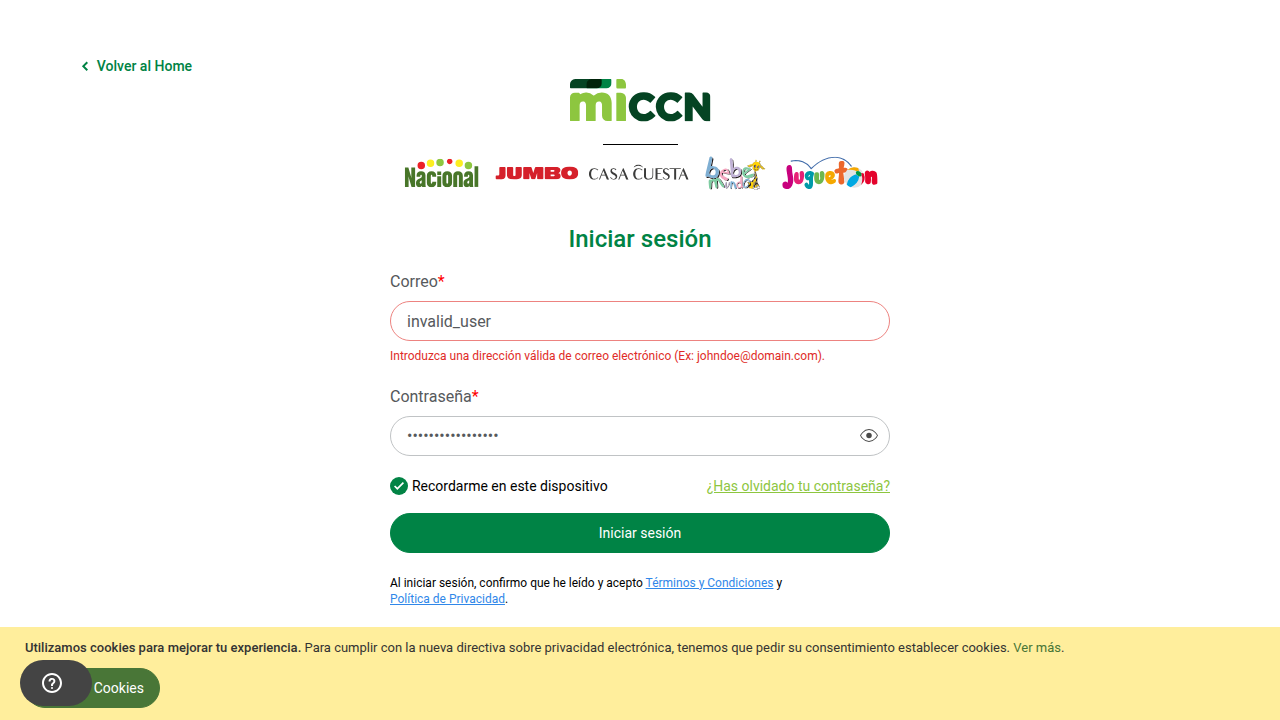 Volver al Home
miCCN
Nacional JUMBO CASA CUESTA bebé mundo Juguetón
Iniciar sesión
Correo*
invalid_user
Introduzca una dirección válida de correo electrónico (Ex: johndoe@domain.com).
Contraseña*
•••••••••••••••••
Recordarme en este dispositivo ¿Has olvidado tu contraseña?
Iniciar sesión
Al iniciar sesión, confirmo que he leído y acepto Términos y Condiciones y
Política de Privacidad.
Utilizamos cookies para mejorar tu experiencia. Para cumplir con la nueva directiva sobre privacidad electrónica, tenemos que pedir su consentimiento establecer cookies. Ver más.
Cookies